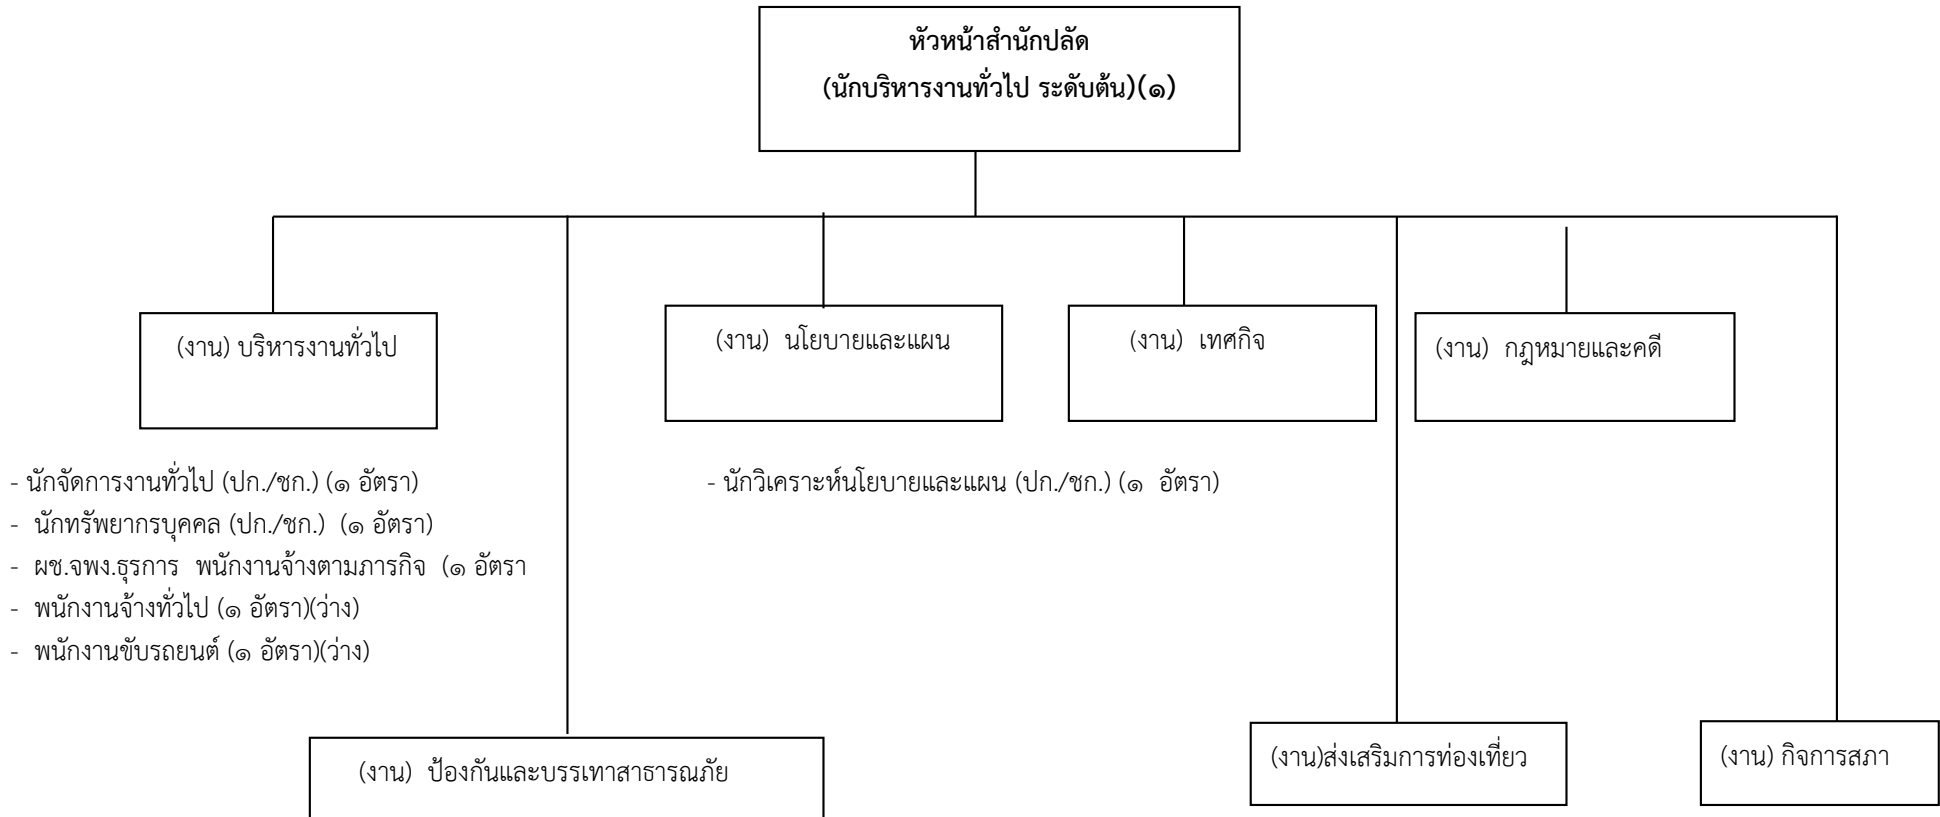 หัวหน้าสำนักปลัด
(นักบริหารงานทั่วไป ระดับต้น)(๑)
(งาน) บริหารงานทั่วไป
(งาน) นโยบายและแผน
(งาน) เทศกิจ
(งาน) กฎหมายและคดี
- นักจัดการงานทั่วไป (ปก./ชก.) (๑ อัตรา)
- นักทรัพยากรบุคคล (ปก./ชก.) (๑ อัตรา)
- ผช.จพง.ธุรการ พนักงานจ้างตามภารกิจ (๑ อัตรา
- พนักงานจ้างทั่วไป (๑ อัตรา)(ว่าง)
- พนักงานขับรถยนต์ (๑ อัตรา)(ว่าง)
- นักวิเคราะห์นโยบายและแผน (ปก./ชก.) (๑ อัตรา)
(งาน) ป้องกันและบรรเทาสาธารณภัย
(งาน)ส่งเสริมการท่องเที่ยว
(งาน) กิจการสภา